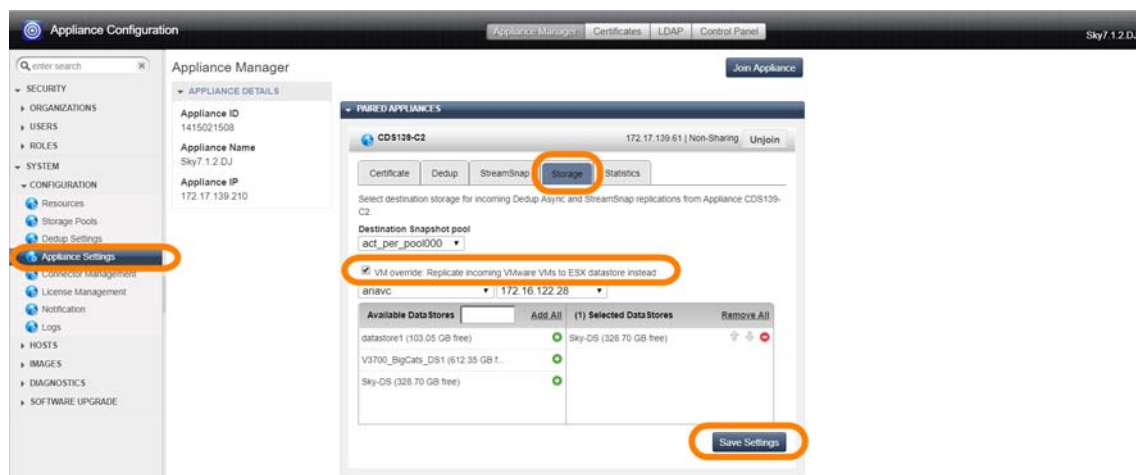 Appliance Configuration
Appliance Manager Certificates LDAP Control Panel
Sky7.1.2.DJ
enter search
SECURITY
ORGANIZATIONS
USERS
ROLES
SYSTEM
CONFIGURATION
Resources
Storage Pools
Dedup Settings
Appliance Settings
Connector Management
License Management
Notification
Logs
HOSTS
IMAGES
DIAGNOSTICS
SOFTWARE UPGRADE
Appliance Manager
Join Appliance
APPLIANCE DETAILS
Appliance ID
1415021508
Appliance Name
Sky7.1.2.DJ
Appliance IP
172.17.139.210
PAIRED APPLIANCES
CDS139-C2
172.17.139.61 | Non-Sharing Unjoin
Certificate Dedup StreamSnap Storage Statistics
Select destination storage for incoming Dedup Async and StreamSnap replications from Appliance CDS139-
C2.
Destination Snapshot pool
act_per_pool000
VM override: Replicate incoming VMware VMs to ESX datastore instead
anavc 172.16.122.28
Available DataStores Add All (1) Selected DataStores Remove All
datastore1 (103.05 GB free) Sky-DS (328.70 GB free)
V3700_BigCats_DS1 (612.35 GB f...
Sky-DS (328.70 GB free)
Save Settings